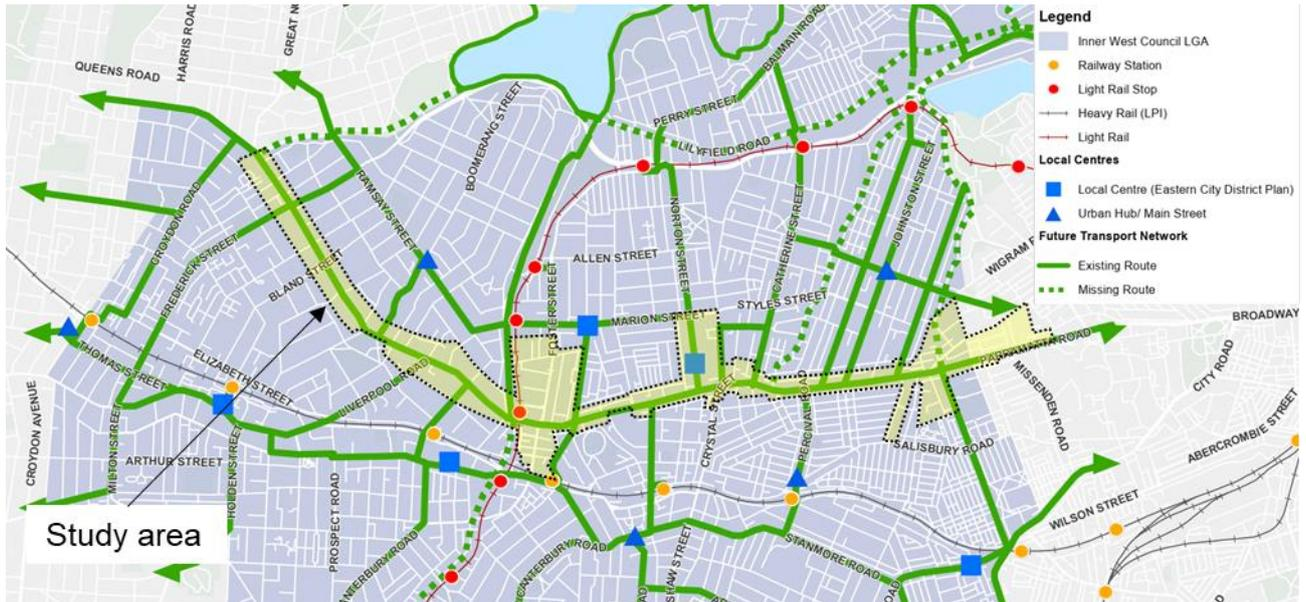 HARRIS ROAD
QUEENS ROAD
BOOMERANG STREET
BALMAIN ROAD
PERRY STREET
LILYFIELD ROAD
RAMSAY STREET
CROYDON ROAD
FREDERICK STREET
BLAND STREET
ALLEN STREET
NORTON STREET
CATHERINE STREET
JOHNSTON STREET
STYLES STREET
FOSTER STREET
MARION STREET
THOMAS STREET
ELIZABETH STREET
LIVERPOOL ROAD
PARRAMATTA ROAD
BROADWAY
CITY ROAD
MISSENDEN ROAD
ABERCROMBIE STREET
CRYSTAL STREET
PERCIVAL ROAD
SALISBURY ROAD
CROYDON AVENUE
MILTON STREET
ARTHUR STREET
HOLDEN STREET
PROSPECT ROAD
WILSON STREET
STANMORE ROAD
CANTERBURY ROAD
Study area
Legend
Inner West Council LGA
Railway Station
Light Rail Stop
Heavy Rail (LPI)
Light Rail
Local Centres
Local Centre (Eastern City District Plan)
Urban Hub/ Main Street
Future Transport Network
Existing Route
Missing Route